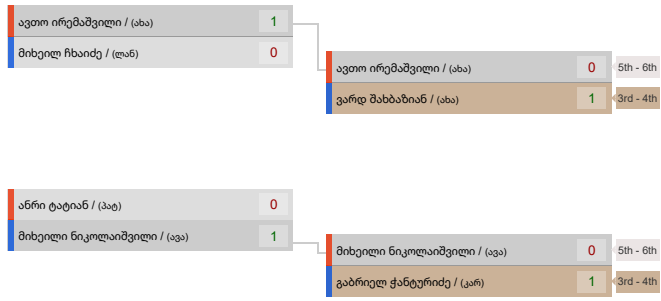 ავთო ირემაშვილი / (ახა) 1
მიხეილ ჩხაიძე / (ლან) 0
ავთო ირემაშვილი / (ახა) 0 5th - 6th
ვარდ შახბაზიან / (ახა) 1 3rd - 4th
ანრი ტატიან / (პატ) 0
მიხეილი ნიკოლაიშვილი / (ავა) 1
მიხეილი ნიკოლაიშვილი / (ავა) 0 5th - 6th
გაბრიელ ჭანტურიძე / (კარ) 1 3rd - 4th